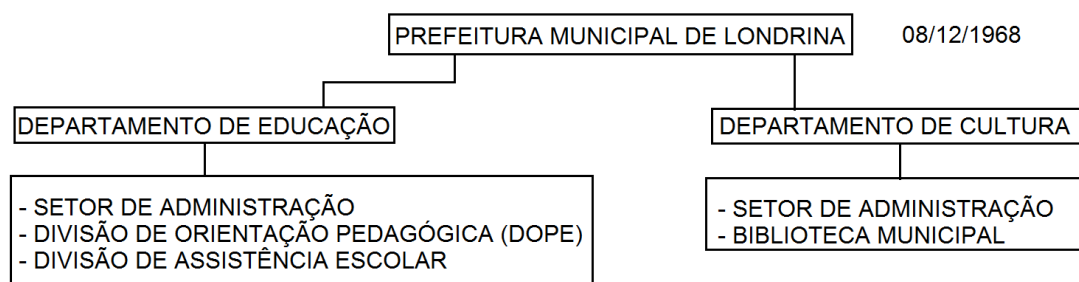 PREFEITURA MUNICIPAL DE LONDRINA 08/12/1968
DEPARTAMENTO DE EDUCAÇÃO
- SETOR DE ADMINISTRAÇÃO
- DIVISÃO DE ORIENTAÇÃO PEDAGÓGICA (DOPE)
- DIVISÃO DE ASSISTÊNCIA ESCOLAR
DEPARTAMENTO DE CULTURA
- SETOR DE ADMINISTRAÇÃO
- BIBLIOTECA MUNICIPAL